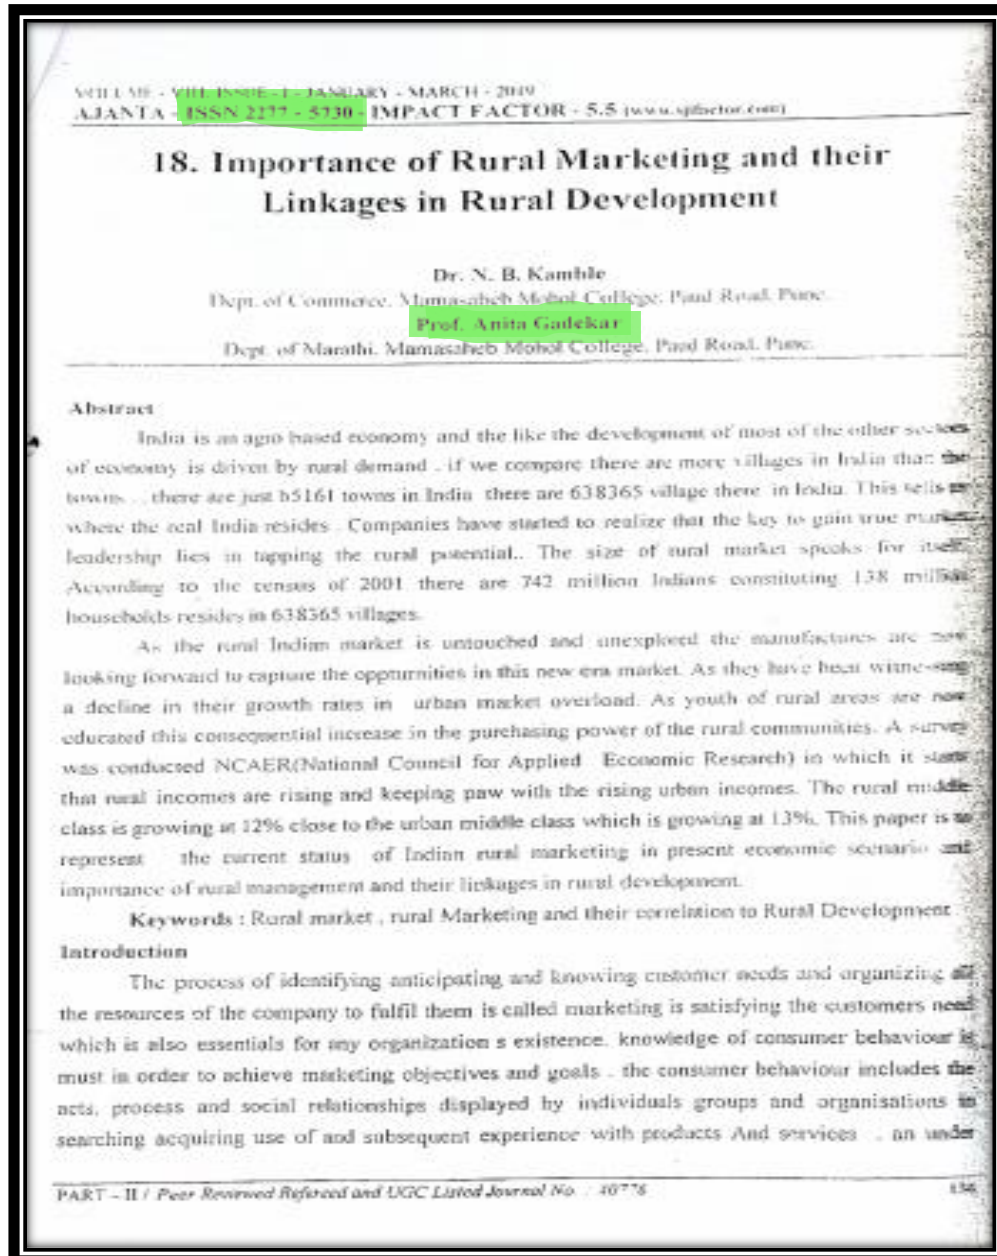 VOLUME - VIII, ISSUE - I - JANUARY - MARCH - 2019
AJANTA - ISSN 2277 - 5730 - IMPACT FACTOR - 5.5 (www.sjifactor.com)
18. Importance of Rural Marketing and their
Linkages in Rural Development
Dr. N. B. Kamble
Dept. of Commerce, Mamasaheb Mohol College, Paud Road, Pune.
Prof. Anita Gadekar
Dept. of Marathi, Mamasaheb Mohol College, Paud Road, Pune.
Abstract
India is an agro based economy and the like the development of most of the other sectors
of economy is driven by rural demand . if we compare there are more villages in India than the
towns . . there are just b5161 towns in India there are 638365 village there in India. This
where the real India resides . Companies have started to realize that the key to gain true market
leadership lies in tapping the rural potential.. The size of rural market speaks for itself.
According to the census of 2001 there are 742 million Indians constituting 138 million
households resides in 638365 villages.
As the rural Indian market is untouched and unexplored the manufactures are now
looking forward to capture the oppturnities in this new era market. As they have been witnessing
a decline in their growth rates in urban market overload. As youth of rural areas are now
educated this consequential increase in the purchasing power of the rural communities. A survey
was conducted NCAER(National Council for Applied Economic Research) in which it
that rural incomes are rising and keeping paw with the rising urban incomes. The rural middle
class is growing at 12% close to the urban middle class which is growing at 13%. This paper is to
represent the current status of Indian rural marketing in present economic scenario and
importance of rural management and their linkages in rural development.
Keywords : Rural market , rural Marketing and their correlation to Rural Development
Introduction
The process of identifying anticipating and knowing customer needs and organizing all
the resources of the company to fulfil them is called marketing is satisfying the customers need
which is also essentials for any organization s existence. knowledge of consumer behaviour is
must in order to achieve marketing objectives and goals . the consumer behaviour includes the
acts, process and social relationships displayed by individuals groups and organisations in
searching acquiring use of and subsequent experience with products And services . an under
PART - II / Peer Reviewed Refereed and UGC Listed Journal No. : 40776